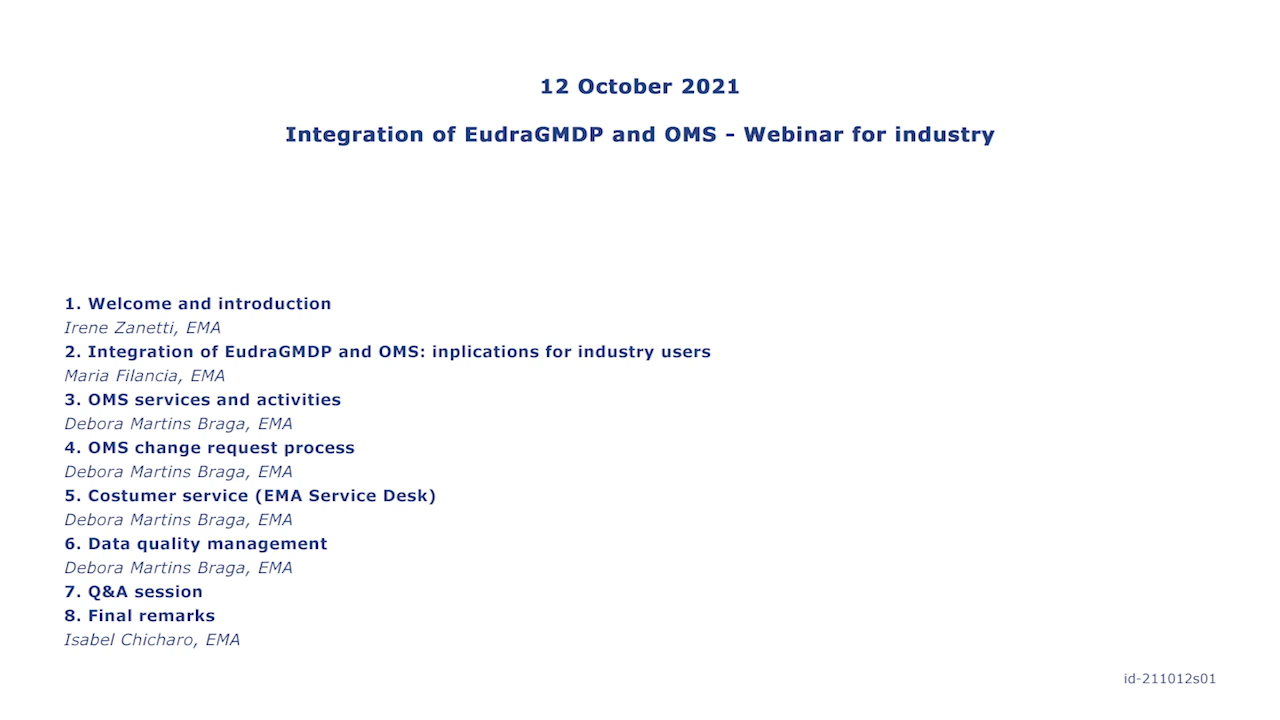 12 October 2021
Integration of EudraGMDP and OMS - Webinar for industry
1. Welcome and introduction
Irene Zanetti, EMA
2. Integration of EudraGMDP and OMS: inplications for industry users
Maria Filancia, EMA
3. OMS services and activities
Debora Martins Braga, EMA
4. OMS change request process
Debora Martins Braga, EMA
5. Costumer service (EMA Service Desk)
Debora Martins Braga, EMA
6. Data quality management
Debora Martins Braga, EMA
7. Q&A session
8. Final remarks
Isabel Chicharo, EMA
id-211012s01